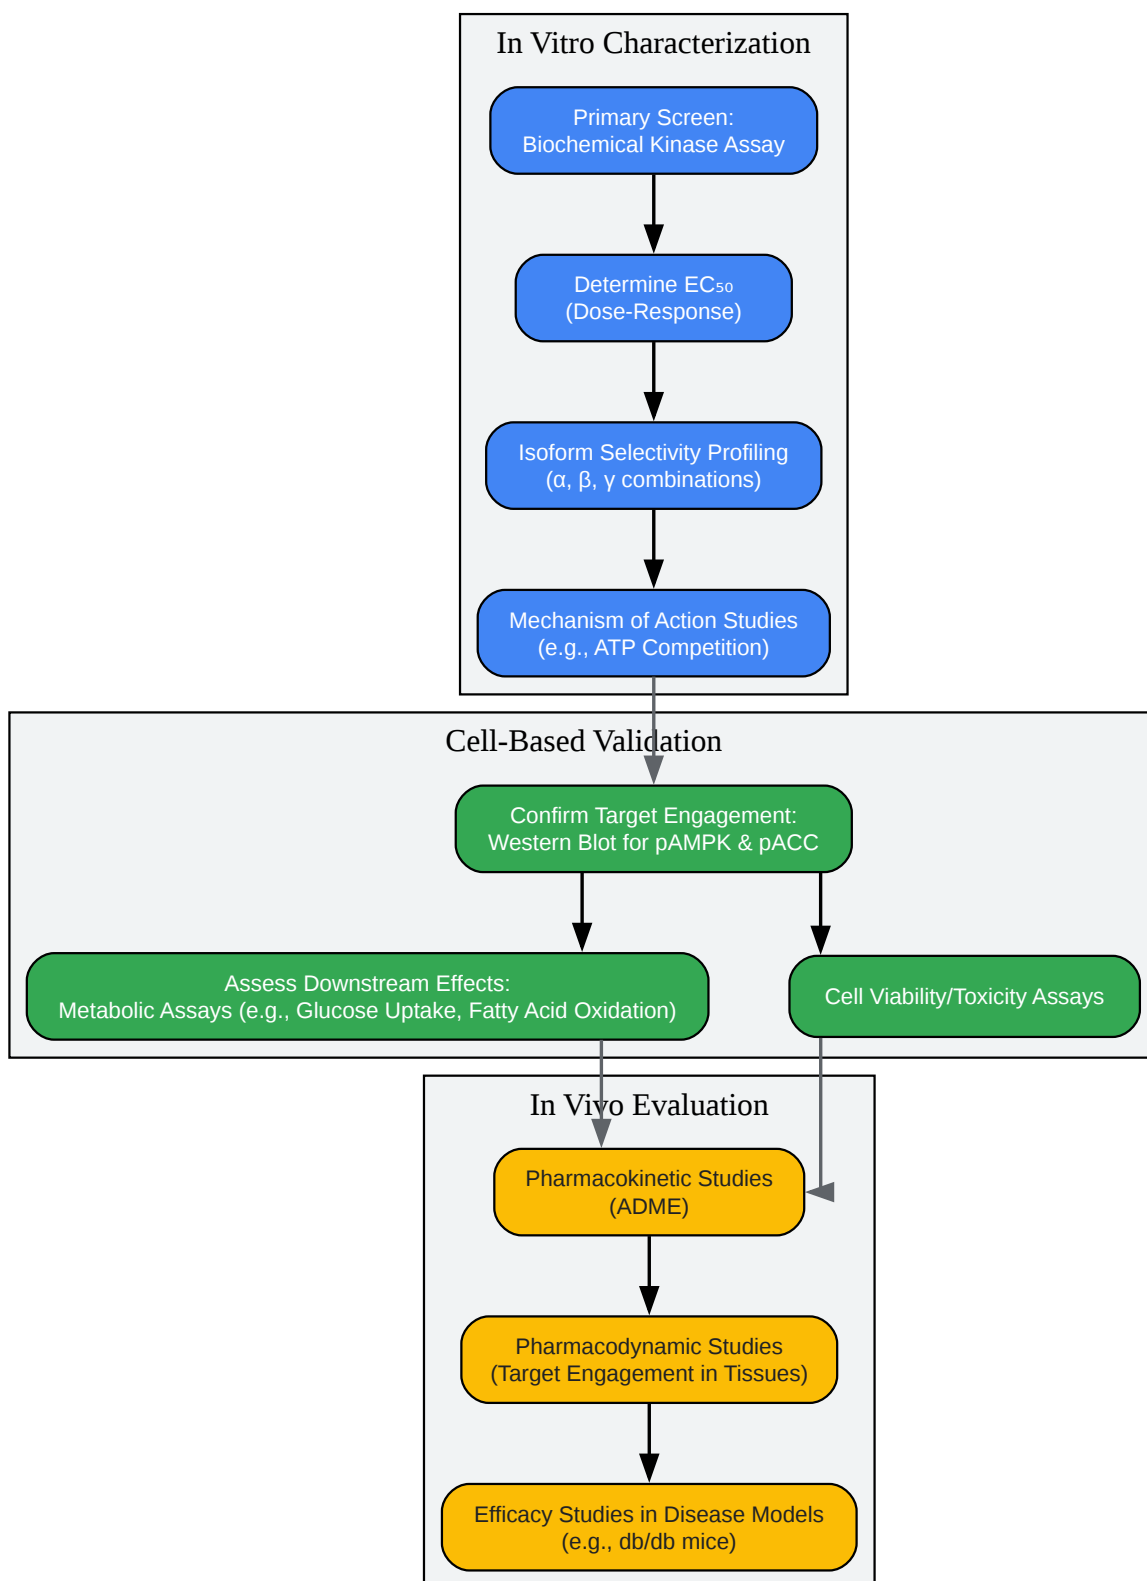 In Vitro Characterization
Primary Screen:
Biochemical Kinase Assay
Determine EC₅₀
(Dose-Response)
Isoform Selectivity Profiling
(α, β, γ combinations)
Mechanism of Action Studies
(e.g., ATP Competition)
Cell-Based Validation
Confirm Target Engagement:
Western Blot for pAMPK & pACC
Assess Downstream Effects:
Metabolic Assays (e.g., Glucose Uptake, Fatty Acid Oxidation)
Cell Viability/Toxicity Assays
In Vivo Evaluation
Pharmacokinetic Studies
(ADME)
Pharmacodynamic Studies
(Target Engagement in Tissues)
Efficacy Studies in Disease Models
(e.g., db/db mice)